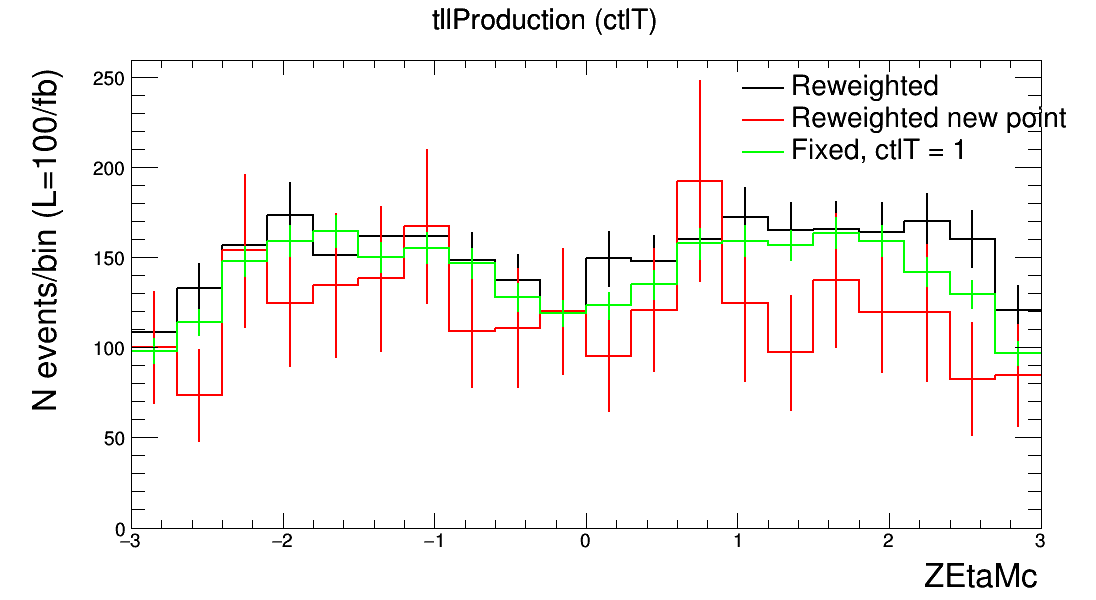 tllProduction (ctlT)
N events/bin (L=100/fb)
250
200
150
100
50
0
Reweighted
Reweighted new point
Fixed, ctlT = 1
−3
−2
−1
0
1
2
3
ZEtaMc